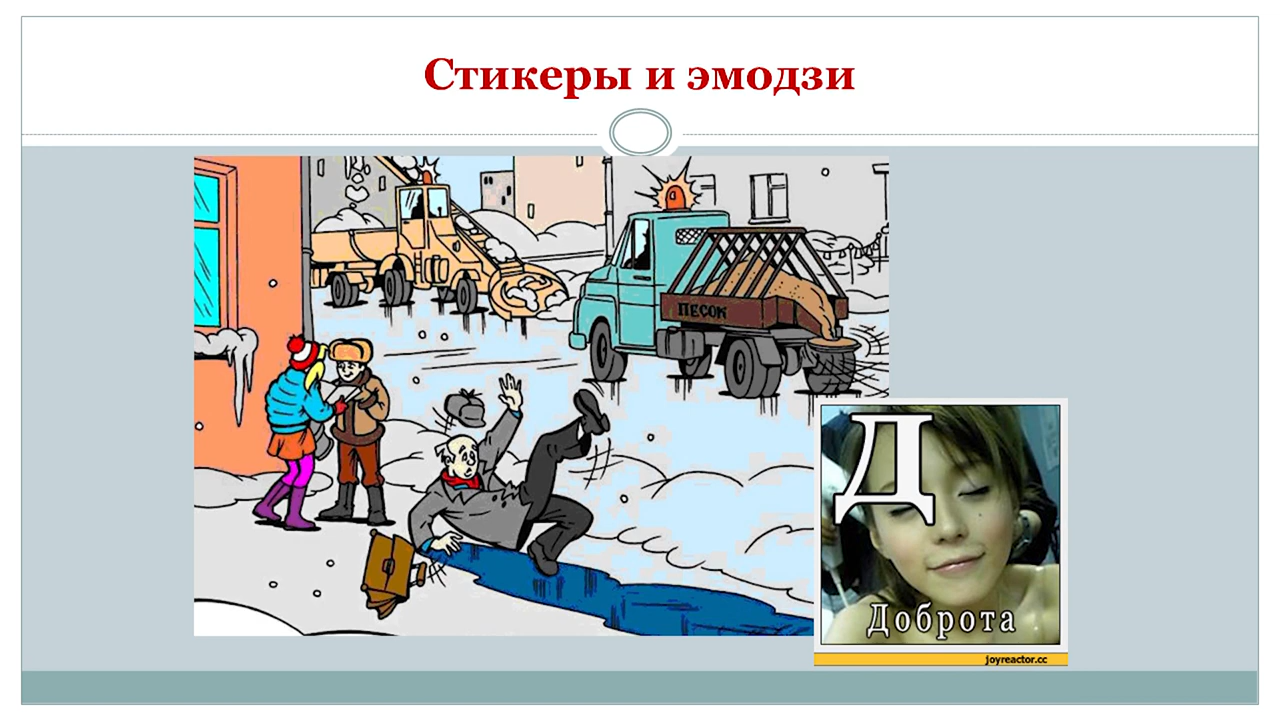 Стикеры и эмодзи
ПЕСОК
Д
Доброта
joyreactor.cc